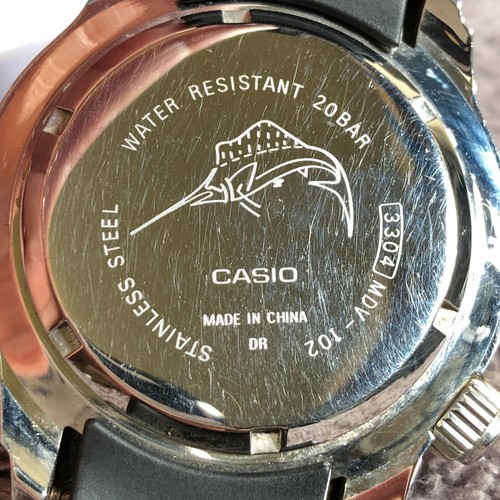 WATER RESISTANT 20BAR
3304 MDV-102
STAINLESS STEEL
CASIO
MADE IN CHINA
DR